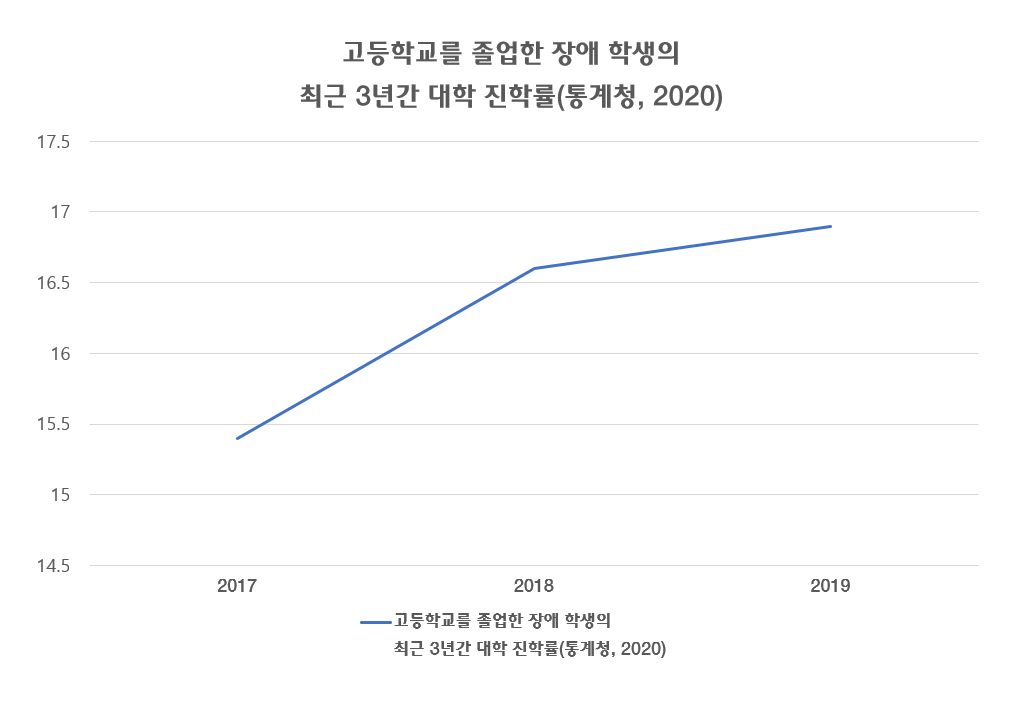 고등학교를 졸업한 장애 학생의
최근 3년간 대학 진학률(통계청, 2020)
17.5
17
16.5
16
15.5
15
14.5
2017 2018 2019
고등학교를 졸업한 장애 학생의
최근 3년간 대학 진학률(통계청, 2020)